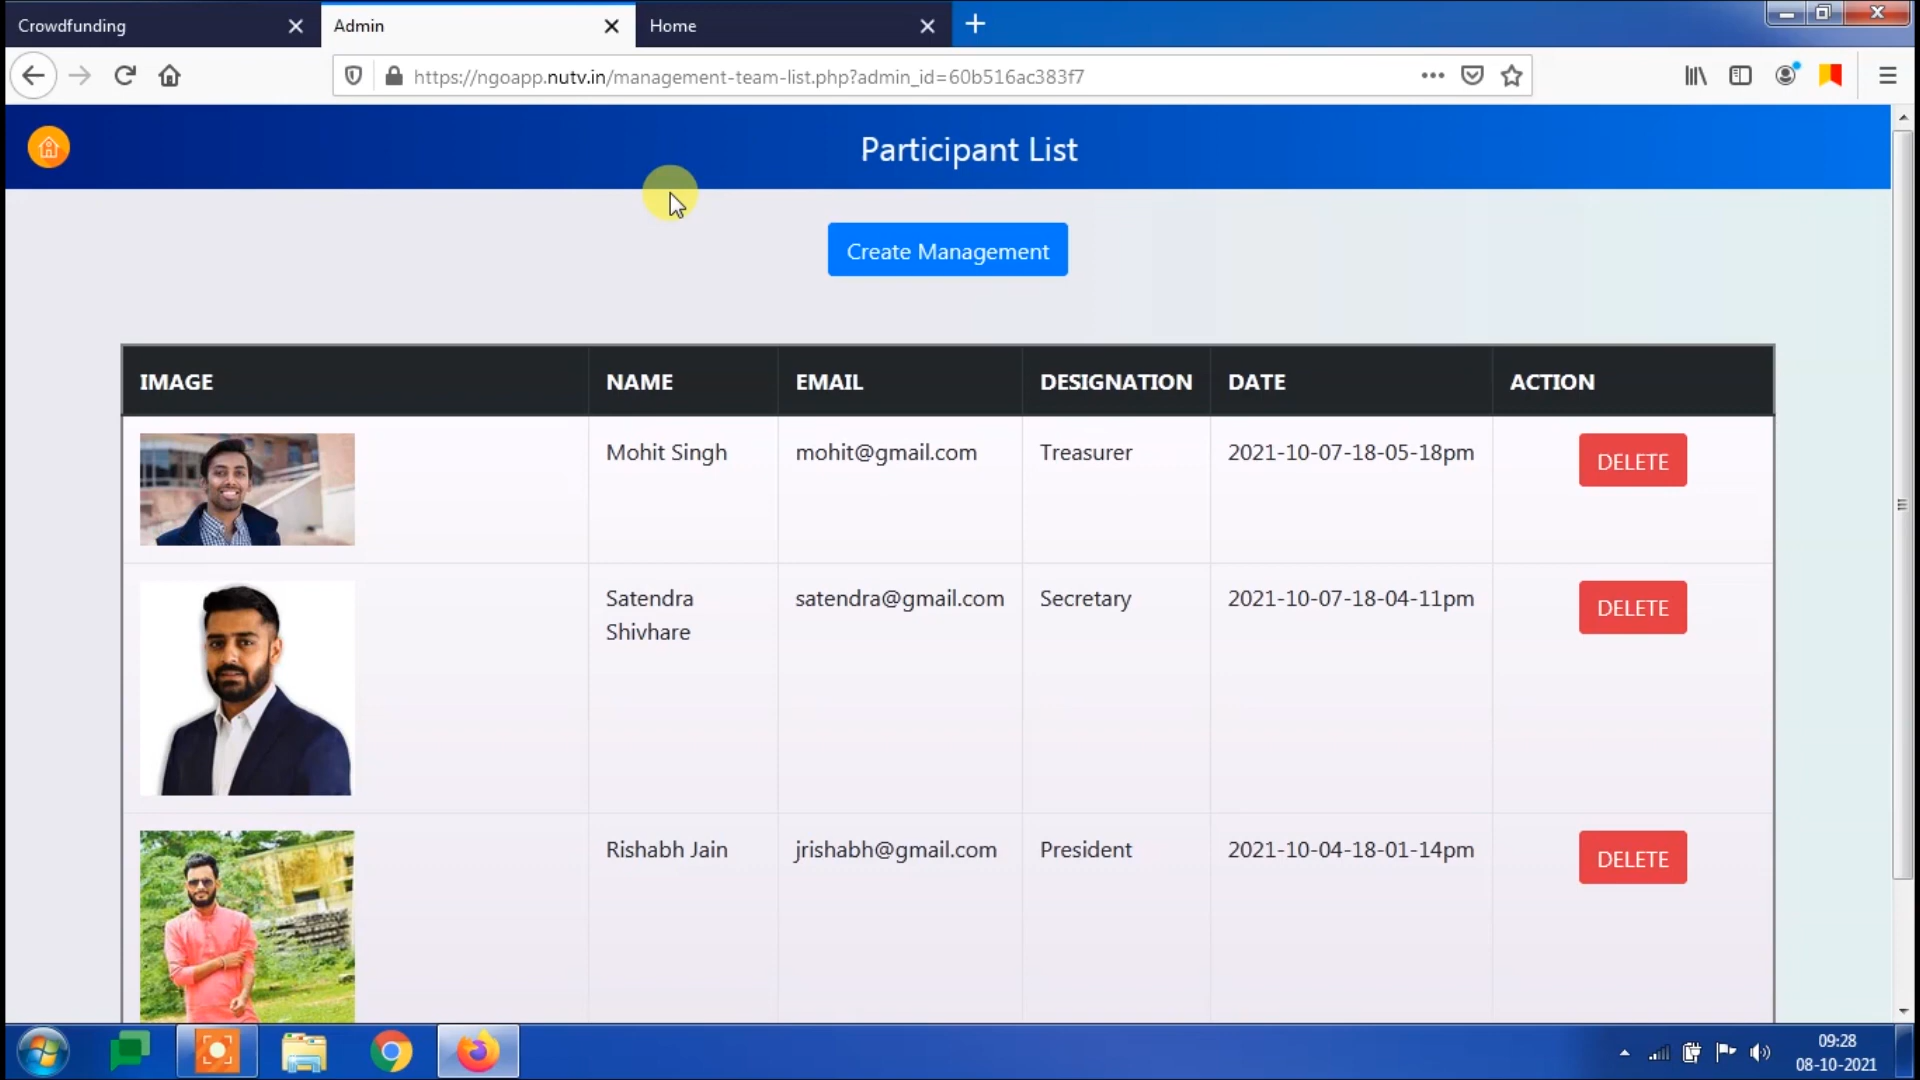 Crowdfunding
Admin
Home
https://ngoapp.nutv.in/management-team-list.php?admin_id=60b516ac383f7
Participant List
Create Management
IMAGE NAME EMAIL DESIGNATION DATE ACTION
Mohit Singh mohit@gmail.com Treasurer 2021-10-07-18-05-18pm DELETE
Satendra satendra@gmail.com Secretary 2021-10-07-18-04-11pm DELETE
Shivhare
Rishabh Jain jrishabh@gmail.com President 2021-10-04-18-01-14pm DELETE
09:28
08-10-2021